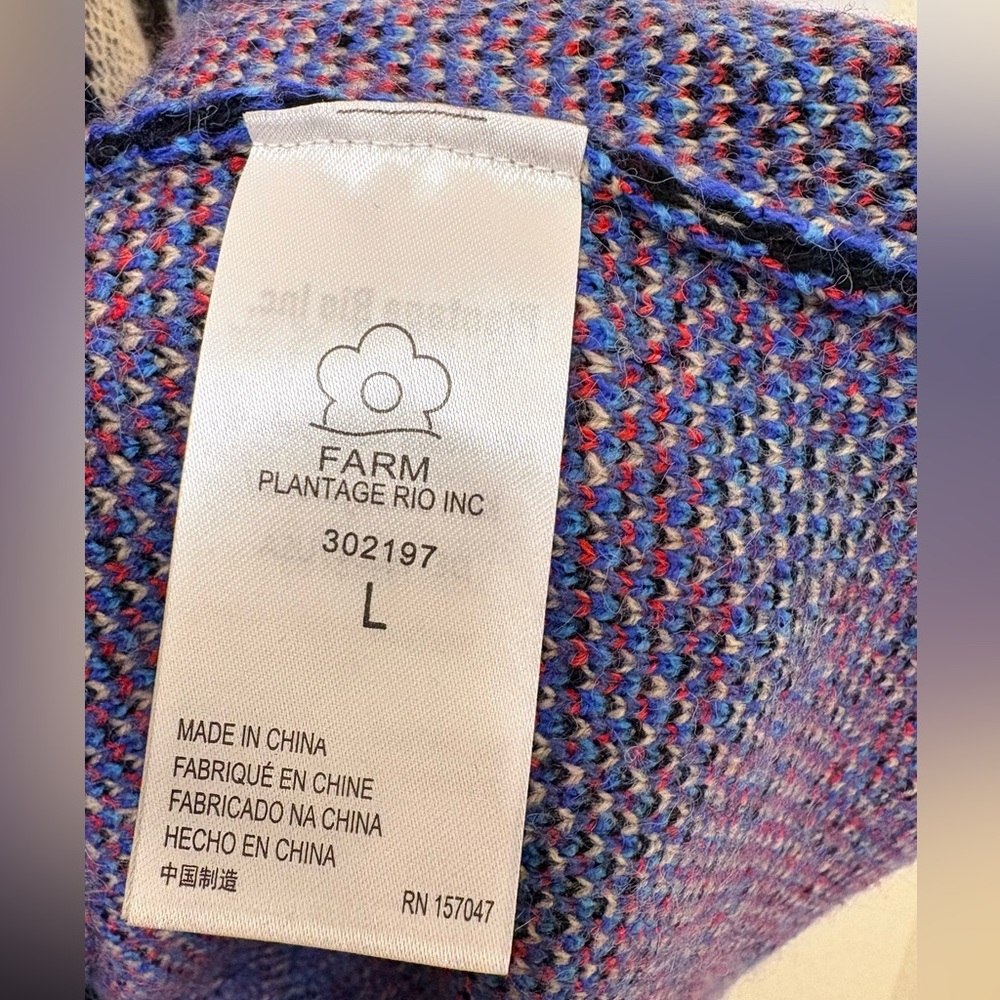 FARM
PLANTAGE RIO INC
302197
L
MADE IN CHINA
FABRIQUÉ EN CHINE
FABRICADO NA CHINA
HECHO EN CHINA
中国制造
RN 157047